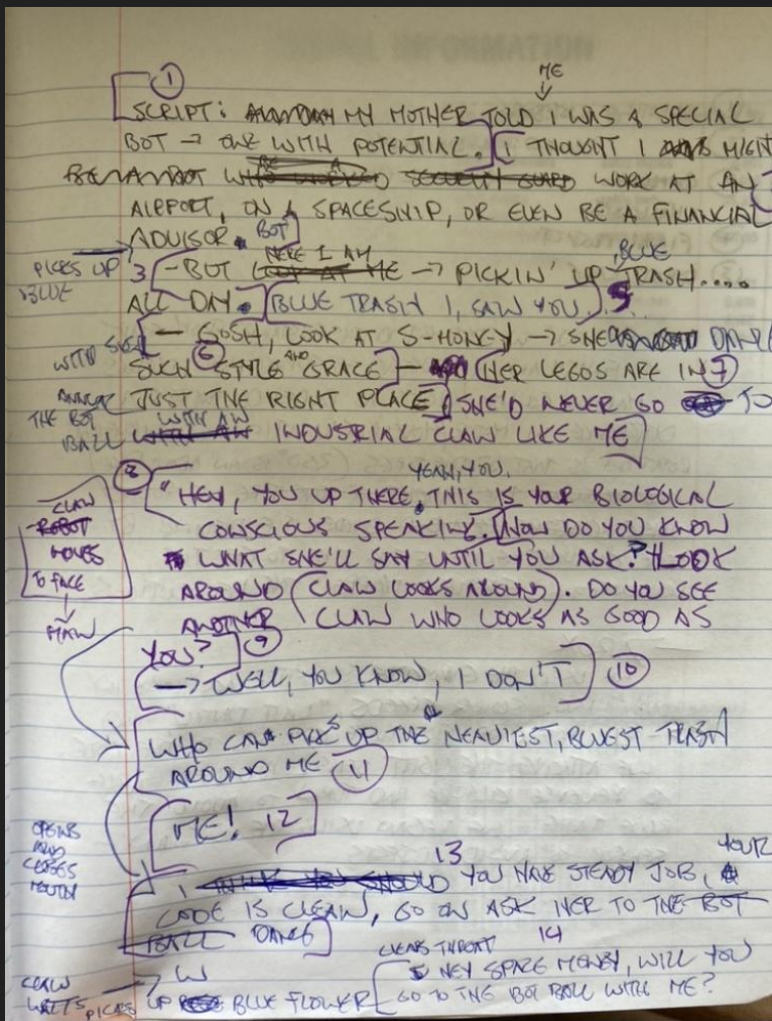 1
ME
SCRIPT: MY MOTHER TOLD I WAS A SPECIAL
BOT → ONE WITH POTENTIAL. I THOUGHT I MIGHT
WORK AT AN
AIRPORT, ON A SPACESHIP, OR EVEN BE A FINANCIAL
ADVISOR. BOT
HERE I AM
BLUE
PICKS UP
BLUE
3 - BUT → PICKIN' UP TRASH....
ALL DAY. BLUE TRASH I SAW YOU. 5
- GOSH, LOOK AT S-HONEY → SHE
SUCH STYLE AND GRACE - HER LEGOS ARE IN 7
6
WITH
JUST THE RIGHT PLACE SHE'D NEVER GO TO
ANNUAL
THE BOT
BALL
WITH AN
INDUSTRIAL CLAW LIKE ME
8
YEAH, YOU.
"HEY, YOU UP THERE. THIS IS YOUR BIOLOGICAL
CONSCIOUS SPEAKING. HOW DO YOU KNOW
WHAT SHE'LL SAY UNTIL YOU ASK? LOOK
AROUND (CLAW LOOKS AROUND). DO YOU SEE
ANOTHER CLAW WHO LOOKS AS GOOD AS
YOU? 9
CLAW
ROBOT
MOVES
TO FACE
→ WELL, YOU KNOW, I DON'T 10
WHO CAN PICK UP THE HEAVIEST, BLUEST TRASH
AROUND ME 11
ME! 12
OPENS
AND
CLOSES
MOUTH
13
YOUR
I THINK YOU SHOULD YOU HAVE STEADY JOB,
CODE IS CLEAN, GO ON ASK HER TO THE BOT
BALL DANCE
14
CLEARS THROAT
CLAW
WAITS
PICKS UP BLUE FLOWER
HEY SPACE HONEY, WILL YOU
GO TO THE BOT BALL WITH ME?